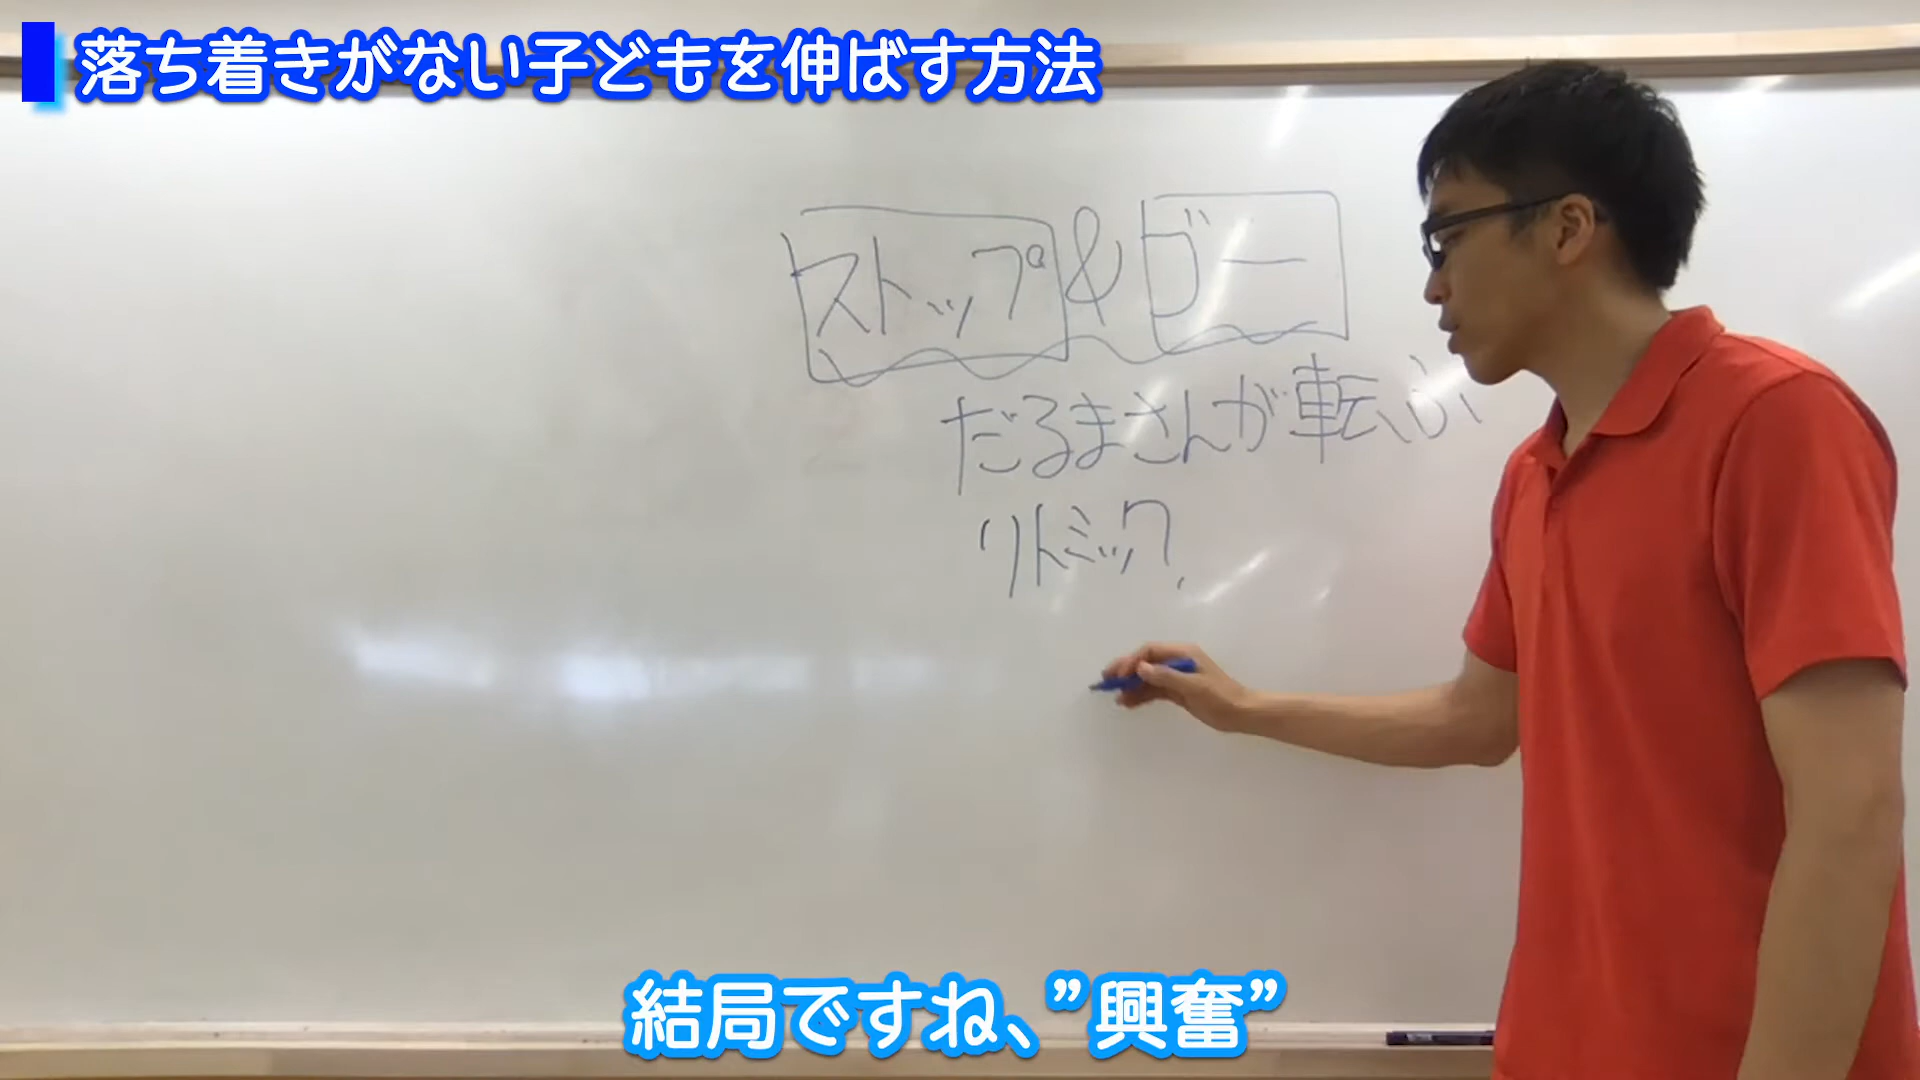 落ち着きがない子どもを伸ばす方法
ストップ&ゴー
だるまさんが転ぶ
リトミック
結局ですね、”興奮”